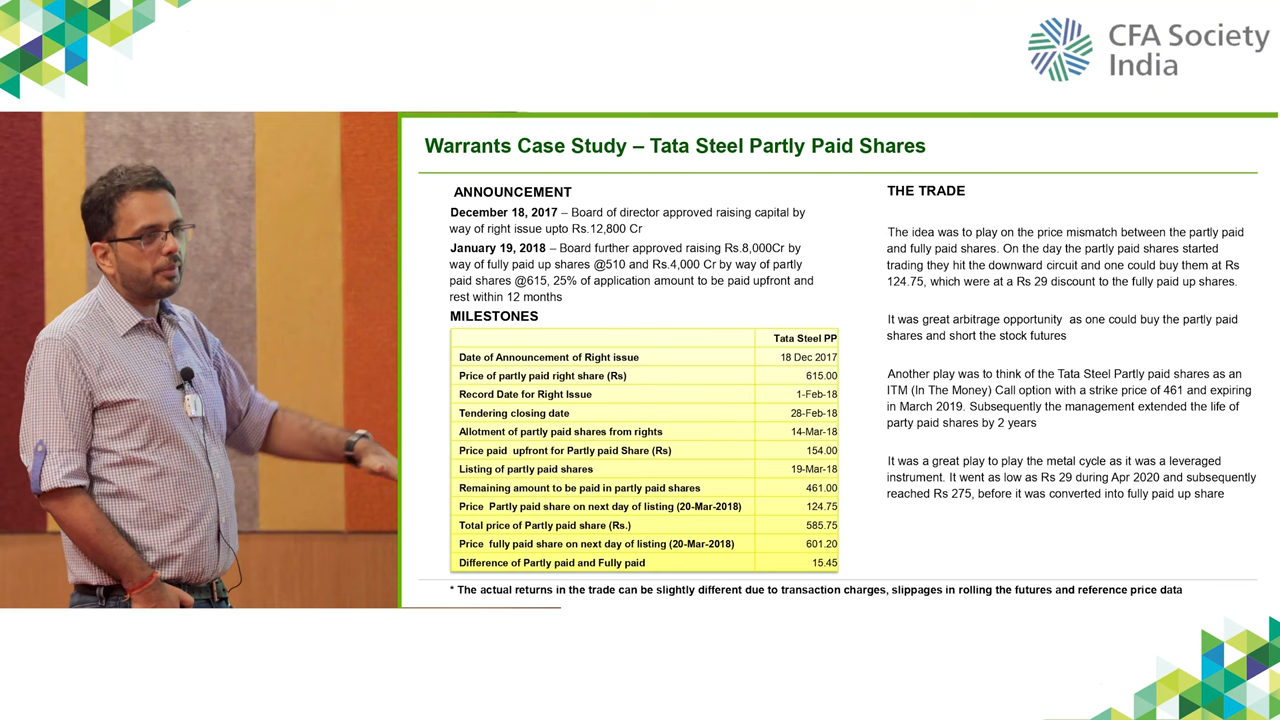 CFA Society
India
Warrants Case Study – Tata Steel Partly Paid Shares
ANNOUNCEMENT
December 18, 2017 – Board of director approved raising capital by
way of right issue upto Rs.12,800 Cr
January 19, 2018 – Board further approved raising Rs.8,000Cr by
way of fully paid up shares @510 and Rs.4,000 Cr by way of partly
paid shares @615, 25% of application amount to be paid upfront and
rest within 12 months
MILESTONES
Tata Steel PP
Date of Announcement of Right issue 18 Dec 2017
Price of partly paid right share (Rs) 615.00
Record Date for Right Issue 1-Feb-18
Tendering closing date 28-Feb-18
Allotment of partly paid shares from rights 14-Mar-18
Price paid upfront for Partly paid Share (Rs) 154.00
Listing of partly paid shares 19-Mar-18
Remaining amount to be paid in partly paid shares 461.00
Price Partly paid share on next day of listing (20-Mar-2018) 124.75
Total price of Partly paid share (Rs.) 585.75
Price fully paid share on next day of listing (20-Mar-2018) 601.20
Difference of Partly paid and Fully paid 15.45
THE TRADE
The idea was to play on the price mismatch between the partly paid
and fully paid shares. On the day the partly paid shares started
trading they hit the downward circuit and one could buy them at Rs
124.75, which were at a Rs 29 discount to the fully paid up shares.
It was great arbitrage opportunity as one could buy the partly paid
shares and short the stock futures
Another play was to think of the Tata Steel Partly paid shares as an
ITM (In The Money) Call option with a strike price of 461 and expiring
in March 2019. Subsequently the management extended the life of
party paid shares by 2 years
It was a great play to play the metal cycle as it was a leveraged
instrument. It went as low as Rs 29 during Apr 2020 and subsequently
reached Rs 275, before it was converted into fully paid up share
* The actual returns in the trade can be slightly different due to transaction charges, slippages in rolling the futures and reference price data